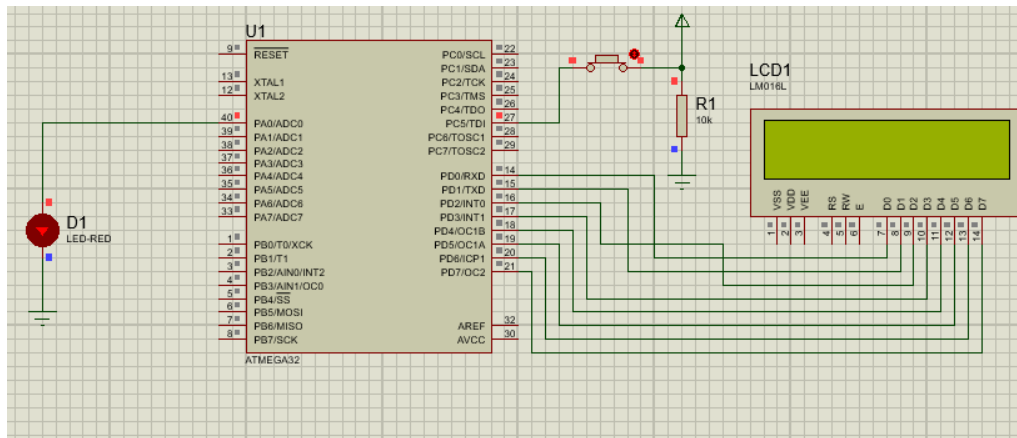 U1
9 RESET PC0/SCL 22
PC1/SDA 23
13 XTAL1 PC2/TCK 24
12 XTAL2 PC3/TMS 25
PC4/TDO 26
40 PA0/ADC0 PC5/TDI 27
39 PA1/ADC1 PC6/TOSC1 28
38 PA2/ADC2 PC7/TOSC2 29
37 PA3/ADC3
36 PA4/ADC4 PD0/RXD 14
35 PA5/ADC5 PD1/TXD 15
34 PA6/ADC6 PD2/INT0 16
33 PA7/ADC7 PD3/INT1 17
PD4/OC1B 18
1 PB0/T0/XCK PD5/OC1A 19
2 PB1/T1 PD6/ICP1 20
3 PB2/AIN0/INT2 PD7/OC2 21
4 PB3/AIN1/OC0
5 PB4/SS
6 PB5/MOSI
7 PB6/MISO AREF 32
8 PB7/SCK AVCC 30
ATMEGA32
D1
LED-RED
R1
10k
LCD1
LM016L
VSS VDD VEE RS RW E D0 D1 D2 D3 D4 D5 D6 D7
1 2 3 4 5 6 7 8 9 10 11 12 13 14